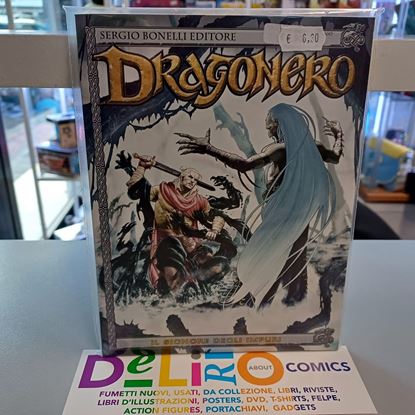 SERGIO BONELLI EDITORE
€ 6,90
DRAGONERO
IL SIGNORE DEGLI IMPURI
DéLIRIO
ABOUT
COMICS
FUMETTI NUOVI, USATI, DA COLLEZIONE, LIBRI, RIVISTE,
LIBRI D'ILLUSTRAZIONI, POSTERS, DVD, T-SHIRTS, FELPE,
ACTION FIGURES, PORTACHIAVI, GADGETS